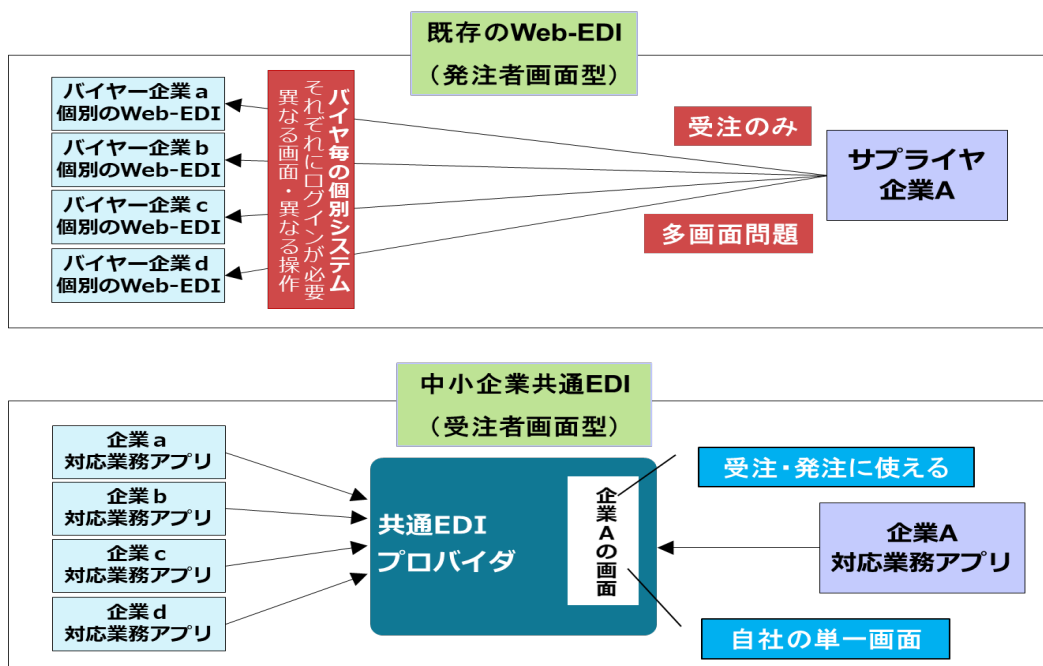 既存のWeb-EDI
（発注者画面型）
バイヤー企業a
個別のWeb-EDI
バイヤー企業b
個別のWeb-EDI
バイヤー企業c
個別のWeb-EDI
バイヤー企業d
個別のWeb-EDI
バイヤ毎の個別システム
それぞれにログインが必要
異なる画面・異なる操作
受注のみ
多画面問題
サプライヤ
企業A
中小企業共通EDI
（受注者画面型）
企業a
対応業務アプリ
企業b
対応業務アプリ
企業c
対応業務アプリ
企業d
対応業務アプリ
共通EDI
プロバイダ
企業Aの画面
受注・発注に使える
企業A
対応業務アプリ
自社の単一画面